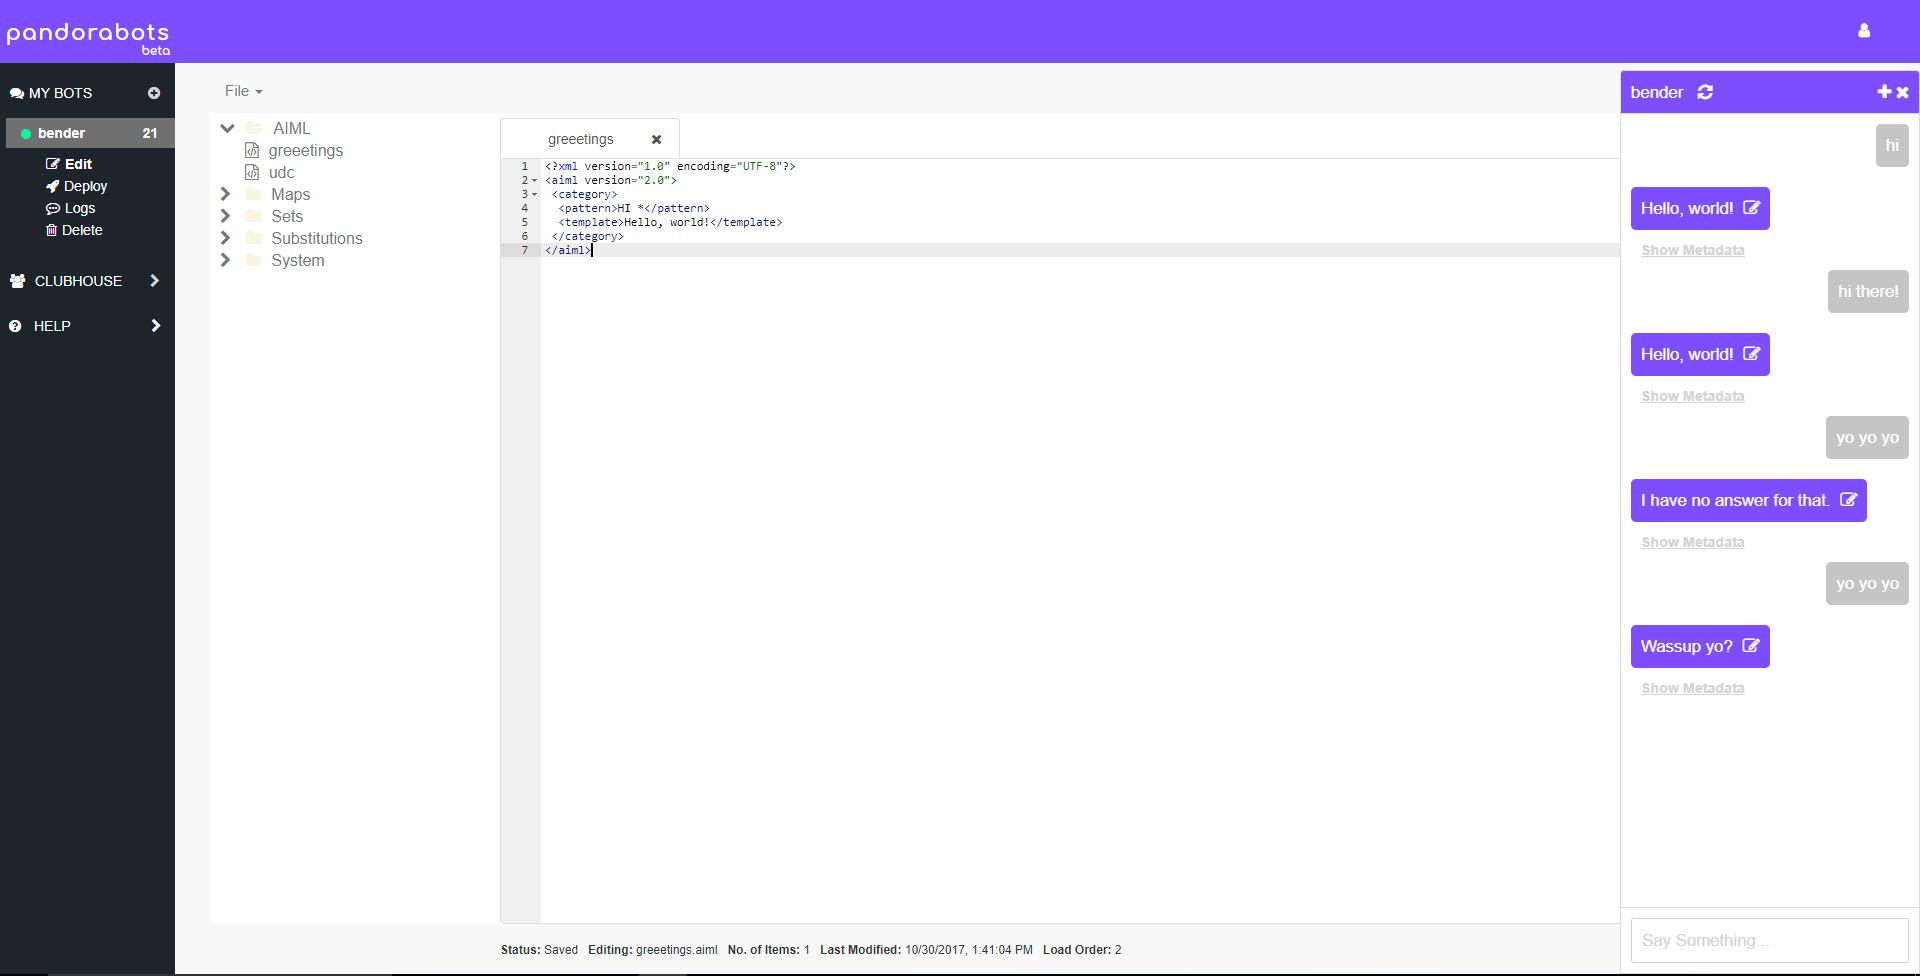 pandorabots
beta
MY BOTS
bender 21
Edit
Deploy
Logs
Delete
CLUBHOUSE
HELP
File
AIML
greeetings
udc
Maps
Sets
Substitutions
System
greeetings
1 <?xml version="1.0" encoding="UTF-8"?>
2 <aiml version="2.0">
3 <category>
4 <pattern>HI *</pattern>
5 <template>Hello, world!</template>
6 </category>
7 </aiml>
Status: Saved Editing: greeetings.aiml No. of Items: 1 Last Modified: 10/30/2017, 1:41:04 PM Load Order: 2
bender
hi
Hello, world!
Show Metadata
hi there!
Hello, world!
Show Metadata
yo yo yo
I have no answer for that.
Show Metadata
yo yo yo
Wassup yo?
Show Metadata
Say Something...